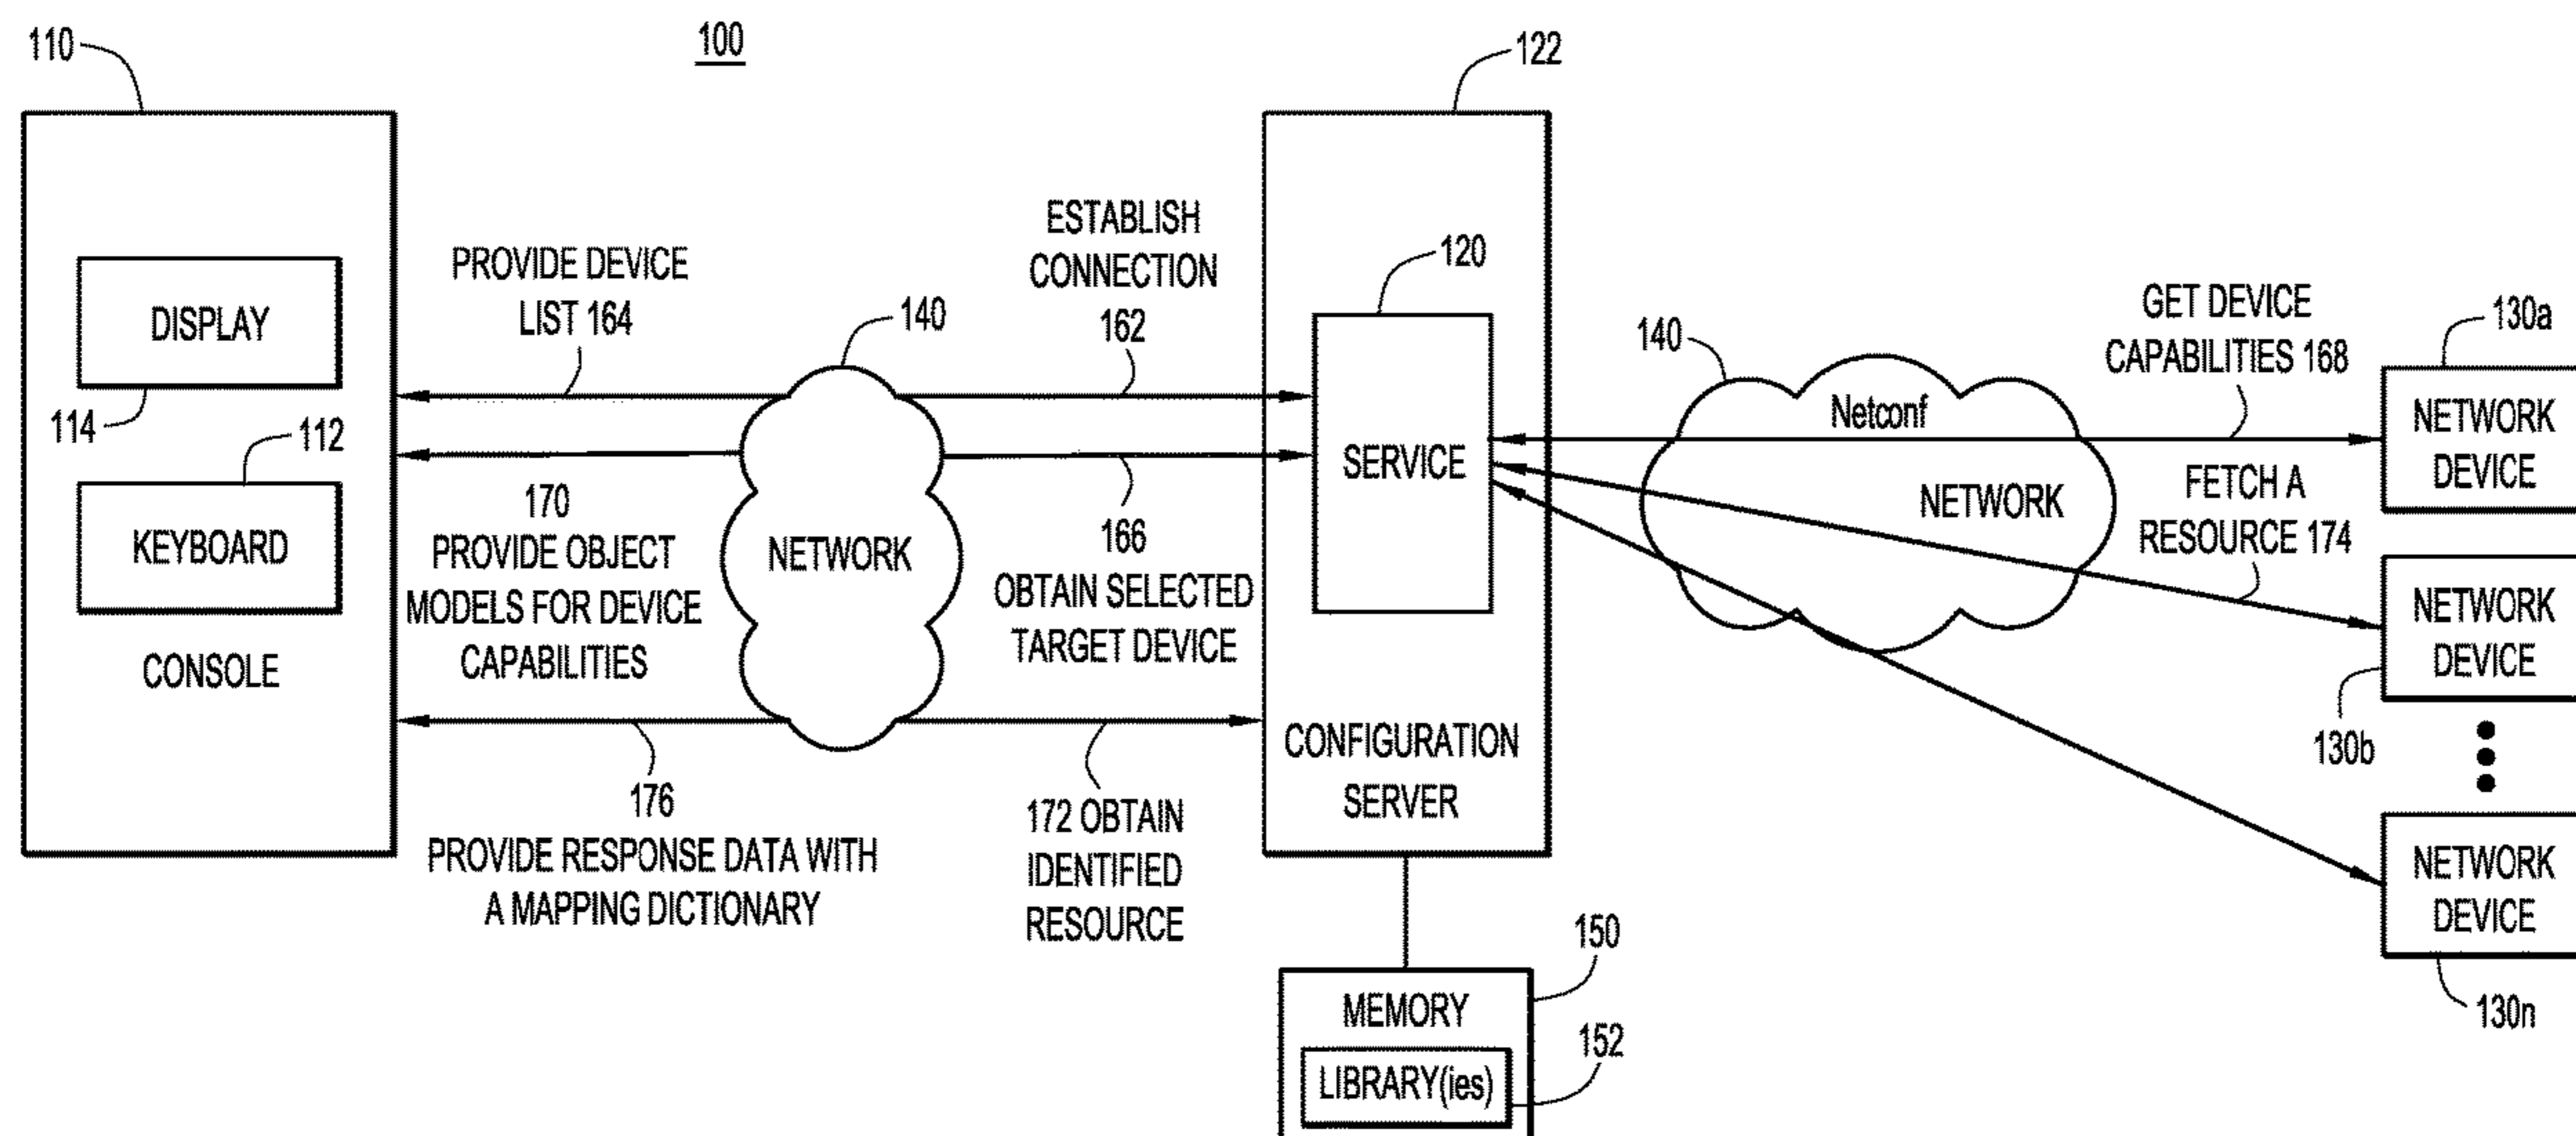 100
110
DISPLAY
114
112
KEYBOARD
CONSOLE
PROVIDE DEVICE
LIST 164
170
PROVIDE OBJECT
MODELS FOR DEVICE
CAPABILITIES
176
PROVIDE RESPONSE DATA WITH
A MAPPING DICTIONARY
140
NETWORK
ESTABLISH
CONNECTION
162
166
OBTAIN SELECTED
TARGET DEVICE
172 OBTAIN
IDENTIFIED
RESOURCE
122
120
SERVICE
CONFIGURATION
SERVER
150
MEMORY
152
LIBRARY(ies)
140
Netconf
NETWORK
GET DEVICE
CAPABILITIES 168
FETCH A
RESOURCE 174
130a
NETWORK
DEVICE
NETWORK
DEVICE
130b
NETWORK
DEVICE
130n